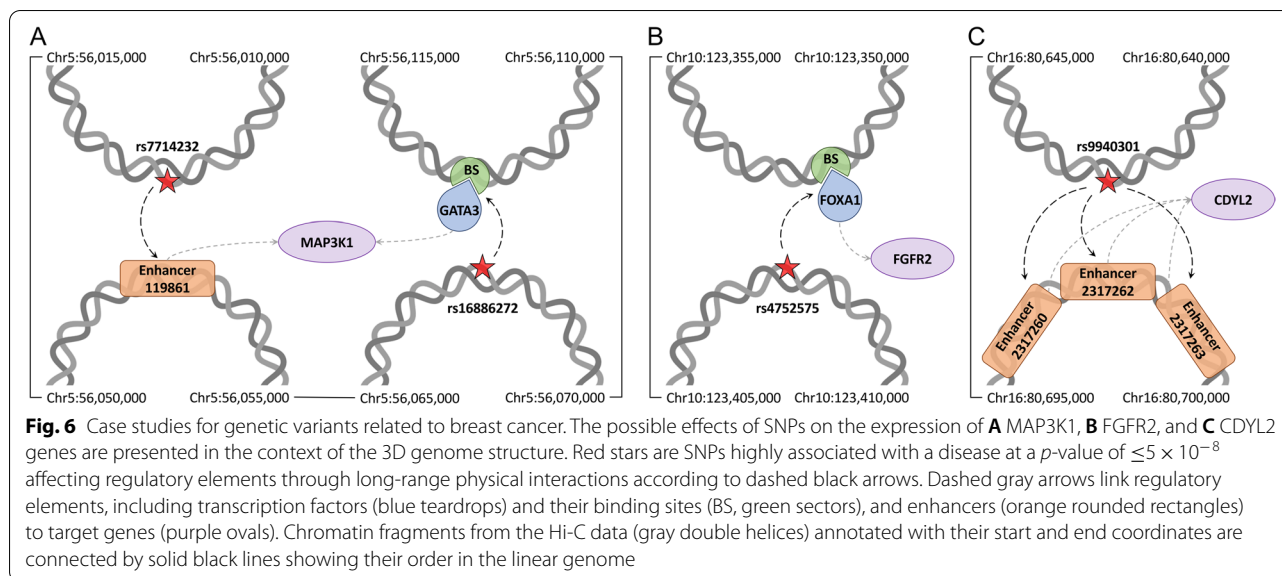 A
B
C
Chr5:56,015,000 Chr5:56,010,000 Chr5:56,115,000 Chr5:56,110,000 Chr10:123,355,000 Chr10:123,350,000 Chr16:80,645,000 Chr16:80,640,000
rs7714232
BS
GATA3
MAP3K1
Enhancer
119861
rs16886272
Chr5:56,050,000 Chr5:56,055,000 Chr5:56,065,000 Chr5:56,070,000
BS
FOXA1
FGFR2
rs4752575
Chr10:123,405,000 Chr10:123,410,000
rs9940301
CDYL2
Enhancer
2317262
Enhancer
2317260
Enhancer
2317263
Chr16:80,695,000 Chr16:80,700,000
Fig. 6 Case studies for genetic variants related to breast cancer. The possible effects of SNPs on the expression of A MAP3K1, B FGFR2, and C CDYL2
genes are presented in the context of the 3D genome structure. Red stars are SNPs highly associated with a disease at a p-value of ≤5 × 10⁻⁸
affecting regulatory elements through long-range physical interactions according to dashed black arrows. Dashed gray arrows link regulatory
elements, including transcription factors (blue teardrops) and their binding sites (BS, green sectors), and enhancers (orange rounded rectangles)
to target genes (purple ovals). Chromatin fragments from the Hi-C data (gray double helices) annotated with their start and end coordinates are
connected by solid black lines showing their order in the linear genome